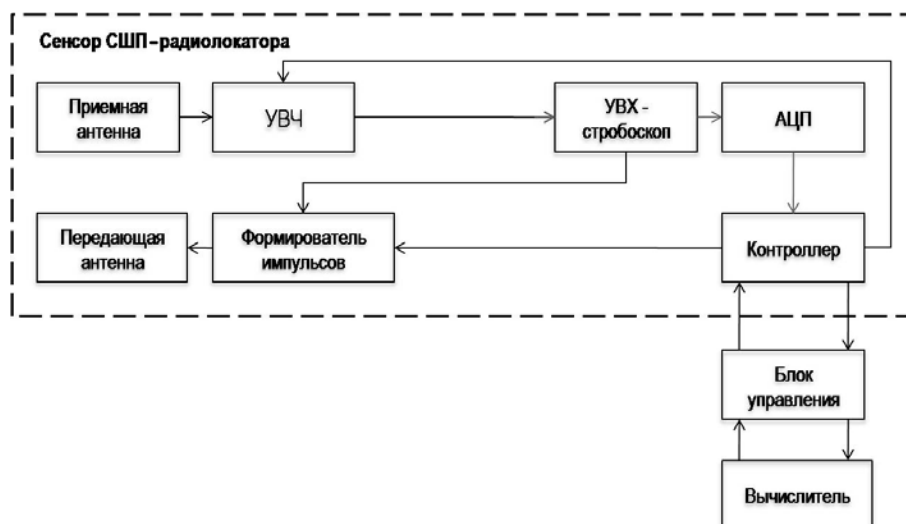 Сенсор СШП-радиолокатора
Приемная
антенна
УВЧ
УВХ -
стробоскоп
АЦП
Передающая
антенна
Формирователь
импульсов
Контроллер
Блок
управления
Вычислитель